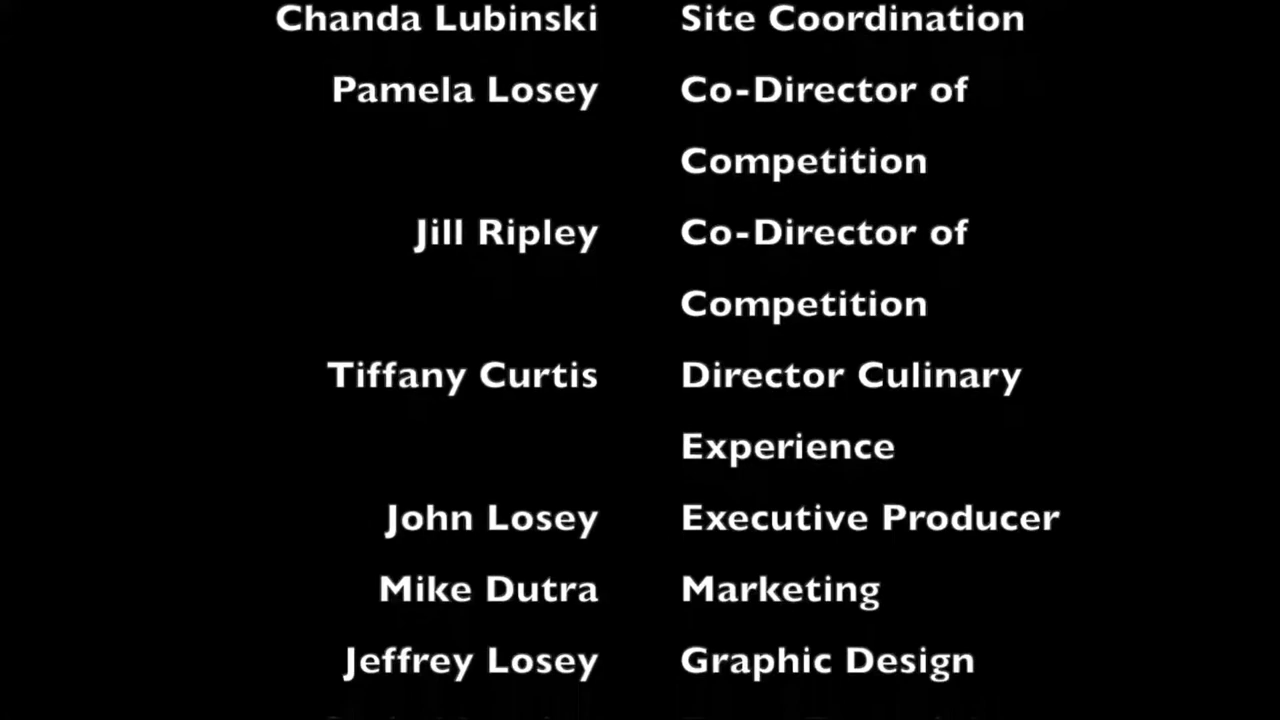 Chanda Lubinski Site Coordination
Pamela Losey Co-Director of
Competition
Jill Ripley Co-Director of
Competition
Tiffany Curtis Director Culinary
Experience
John Losey Executive Producer
Mike Dutra Marketing
Jeffrey Losey Graphic Design